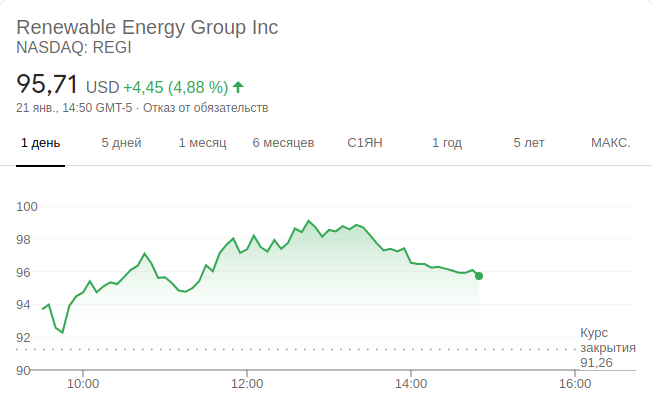 Renewable Energy Group Inc
NASDAQ: REGI
95,71 USD +4,45 (4,88 %)
21 янв., 14:50 GMT-5 · Отказ от обязательств
1 день 5 дней 1 месяц 6 месяцев С1ЯН 1 год 5 лет МАКС.
100
98
96
94
92
Курс
закрытия
91,26
90
10:00 12:00 14:00 16:00